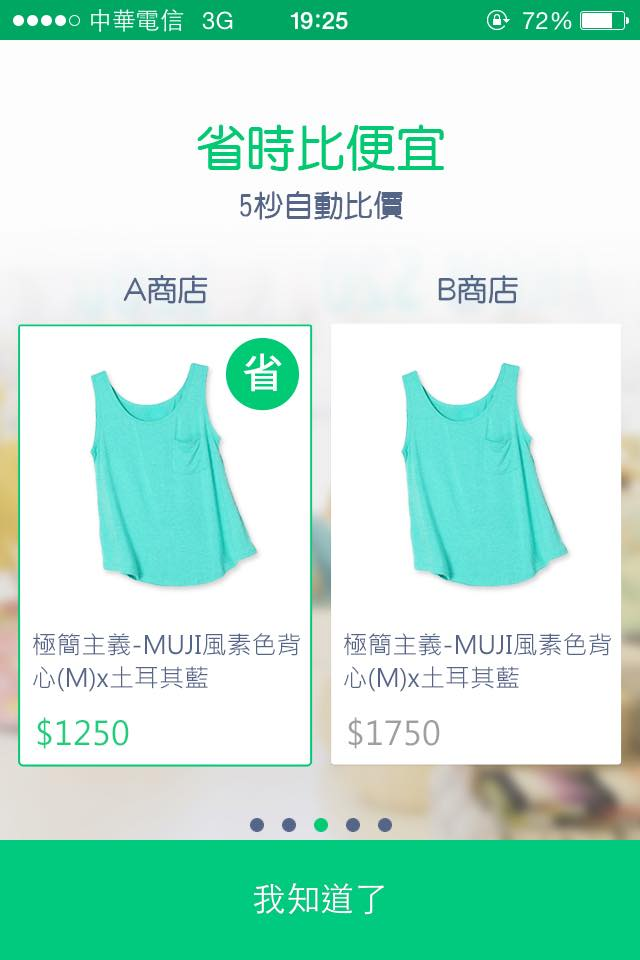 中華電信 3G 19:25 72%
省時比便宜
5秒自動比價
A商店
B商店
省
極簡主義-MUJI風素色背
心(M)x土耳其藍
$1250
極簡主義-MUJI風素色背
心(M)x土耳其藍
$1750
我知道了